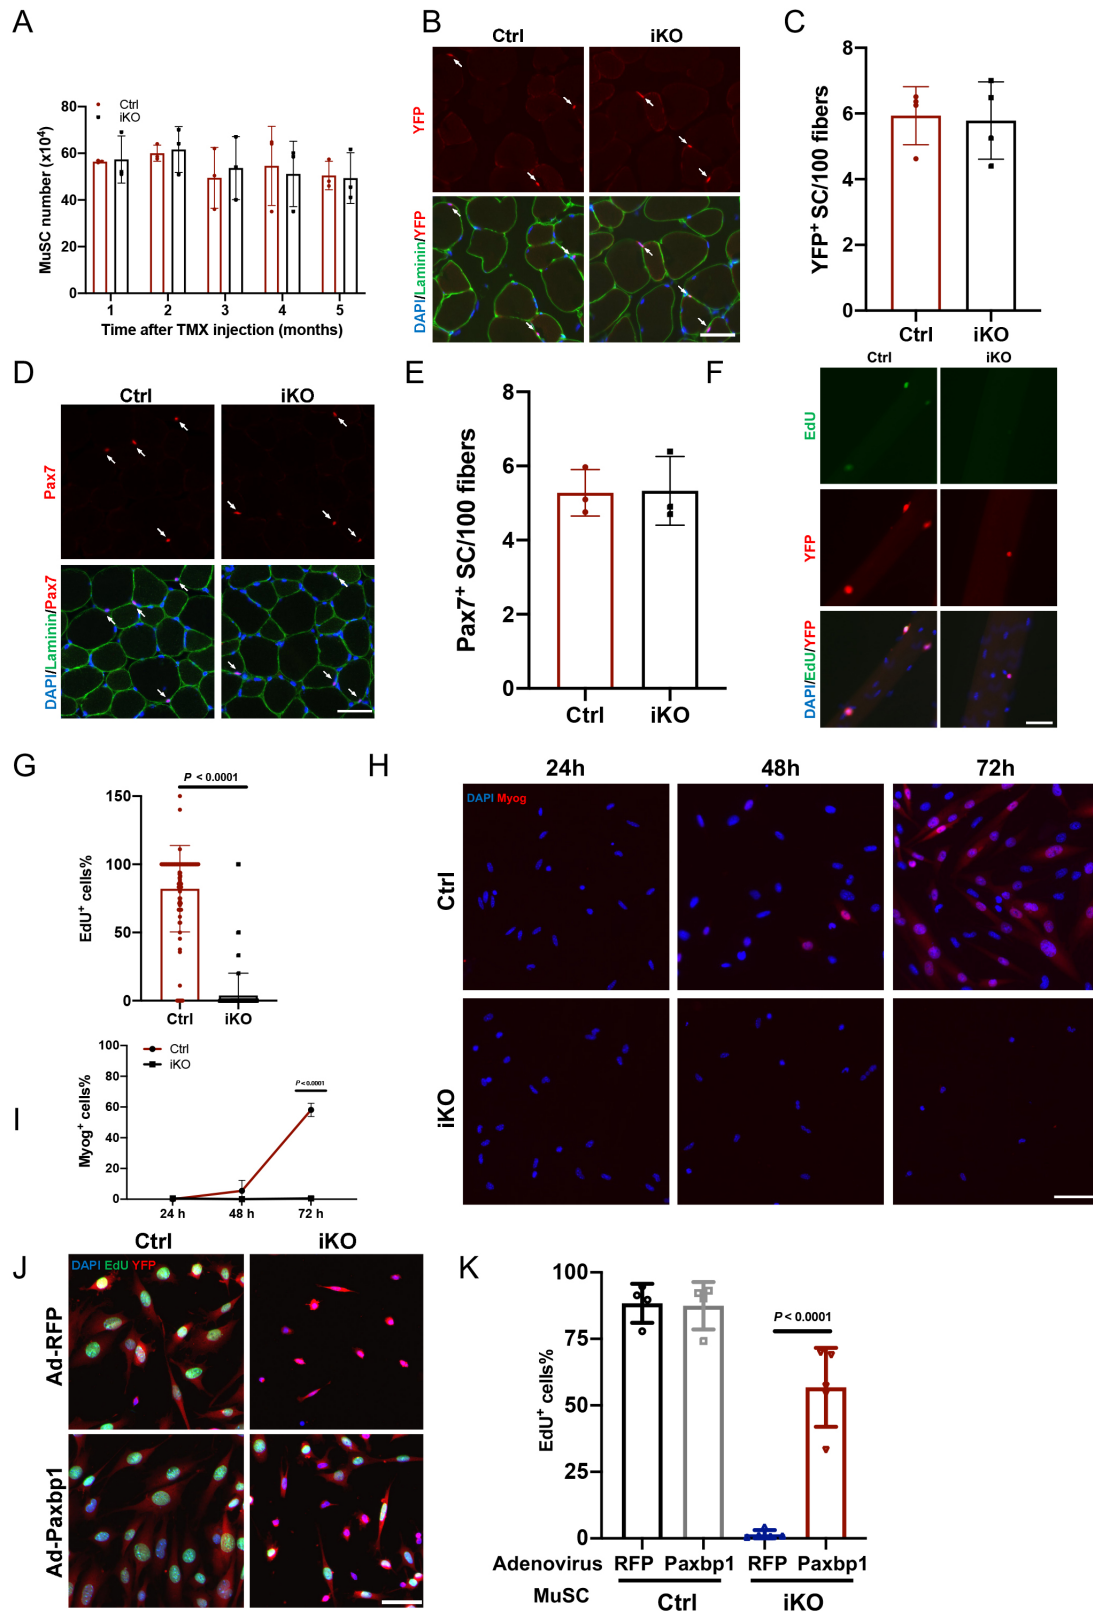 A
Ctrl
iKO
MuSC number (x10⁴)
80
60
40
20
0
1 2 3 4 5
Time after TMX injection (months)
B
Ctrl iKO
YFP
DAPI/Laminin/YFP
C
YFP⁺ SC/100 fibers
8
6
4
2
0
Ctrl iKO
D
Ctrl iKO
Pax7
DAPI/Laminin/Pax7
E
Pax7⁺ SC/100 fibers
8
6
4
2
0
Ctrl iKO
F
Ctrl iKO
EdU
YFP
DAPI/EdU/YFP
G
P < 0.0001
EdU⁺ cells%
150
100
50
0
Ctrl iKO
H
24h 48h 72h
DAPI Myog
Ctrl
iKO
I
Ctrl
iKO
P < 0.0001
Myog⁺ cells%
100
80
60
40
20
0
24 h 48 h 72 h
J
Ctrl iKO
DAPI EdU YFP
Ad-RFP
Ad-Paxbp1
K
P < 0.0001
EdU⁺ cells%
100
75
50
25
0
Adenovirus RFP Paxbp1 RFP Paxbp1
MuSC Ctrl iKO